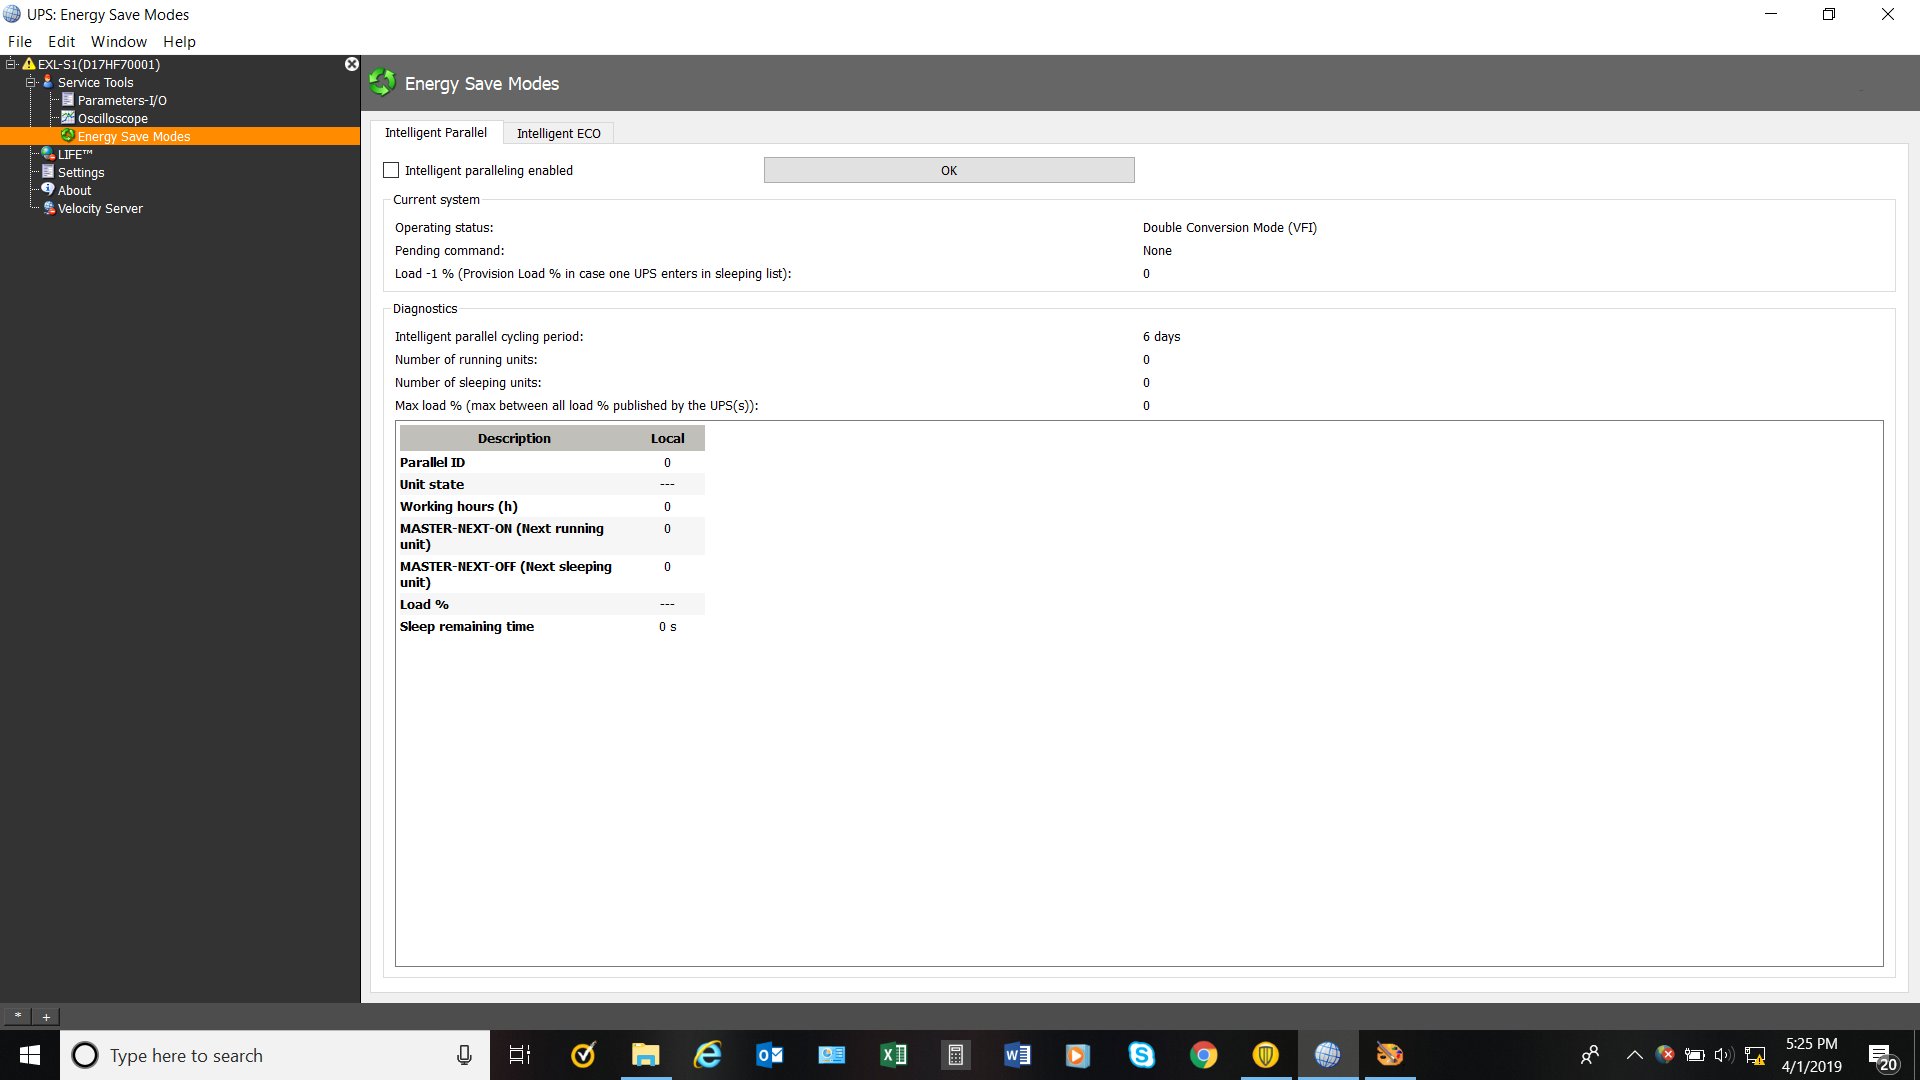 UPS: Energy Save Modes
File Edit Window Help
EXL-S1(D17HF70001)
Service Tools
Parameters-I/O
Oscilloscope
Energy Save Modes
LIFE™
Settings
About
Velocity Server
Energy Save Modes
Intelligent Parallel Intelligent ECO
Intelligent paralleling enabled OK
Current system
Operating status: Double Conversion Mode (VFI)
Pending command: None
Load -1 % (Provision Load % in case one UPS enters in sleeping list): 0
Diagnostics
Intelligent parallel cycling period: 6 days
Number of running units: 0
Number of sleeping units: 0
Max load % (max between all load % published by the UPS(s)): 0
Description Local
Parallel ID 0
Unit state ---
Working hours (h) 0
MASTER-NEXT-ON (Next running 0
unit)
MASTER-NEXT-OFF (Next sleeping 0
unit)
Load % ---
Sleep remaining time 0 s
* +
Type here to search
5:25 PM
4/1/2019
20